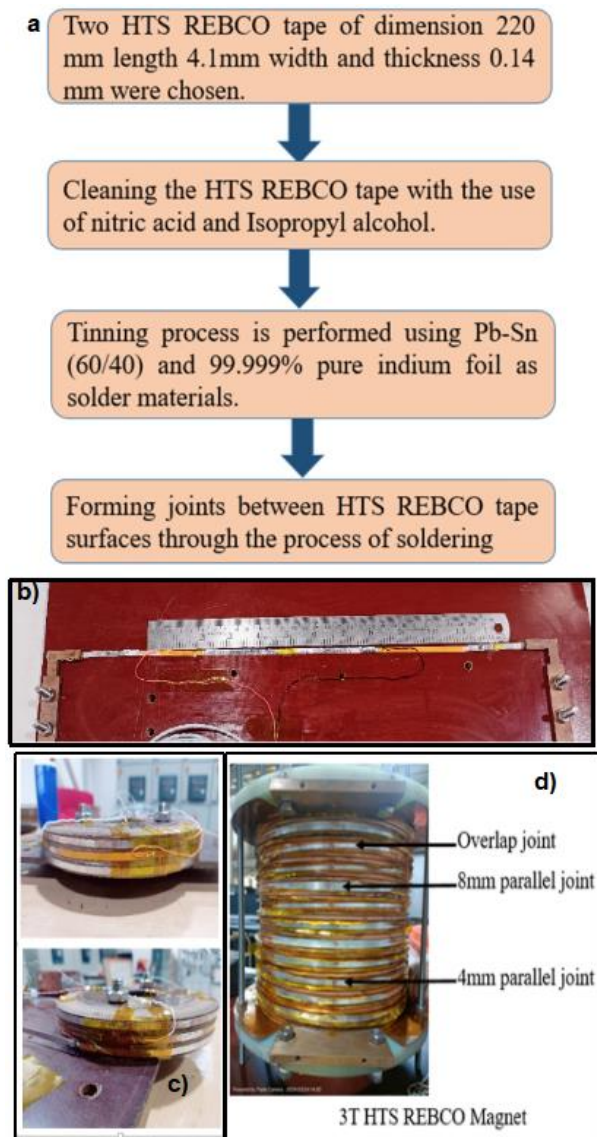 a
Two HTS REBCO tape of dimension 220
mm length 4.1mm width and thickness 0.14
mm were chosen.
Cleaning the HTS REBCO tape with the use
of nitric acid and Isopropyl alcohol.
Tinning process is performed using Pb-Sn
(60/40) and 99.999% pure indium foil as
solder materials.
Forming joints between HTS REBCO tape
surfaces through the process of soldering
b)
c)
d)
Overlap joint
8mm parallel joint
4mm parallel joint
3T HTS REBCO Magnet